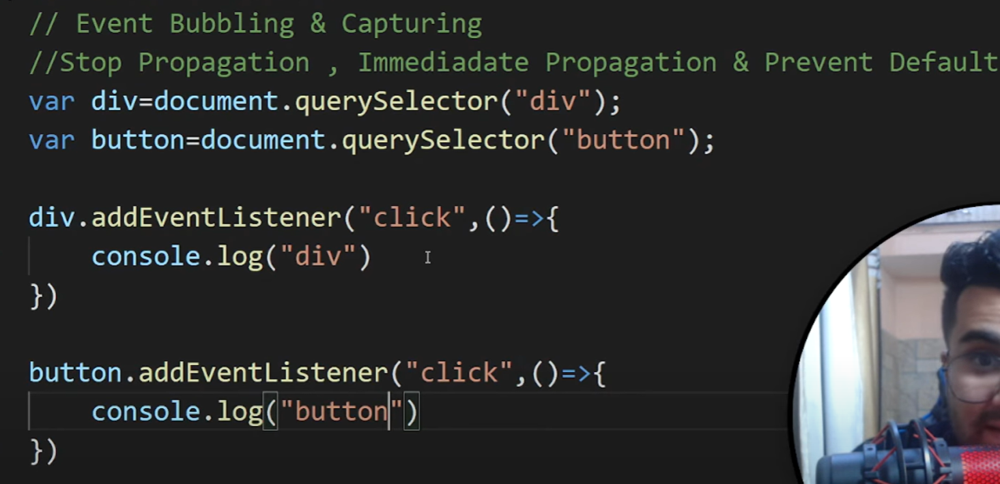 // Event Bubbling & Capturing
//Stop Propagation , Immediadate Propagation & Prevent Default
var div=document.querySelector("div");
var button=document.querySelector("button");
div.addEventListener("click",()=>{
console.log("div")
})
button.addEventListener("click",()=>{
console.log("button")
})